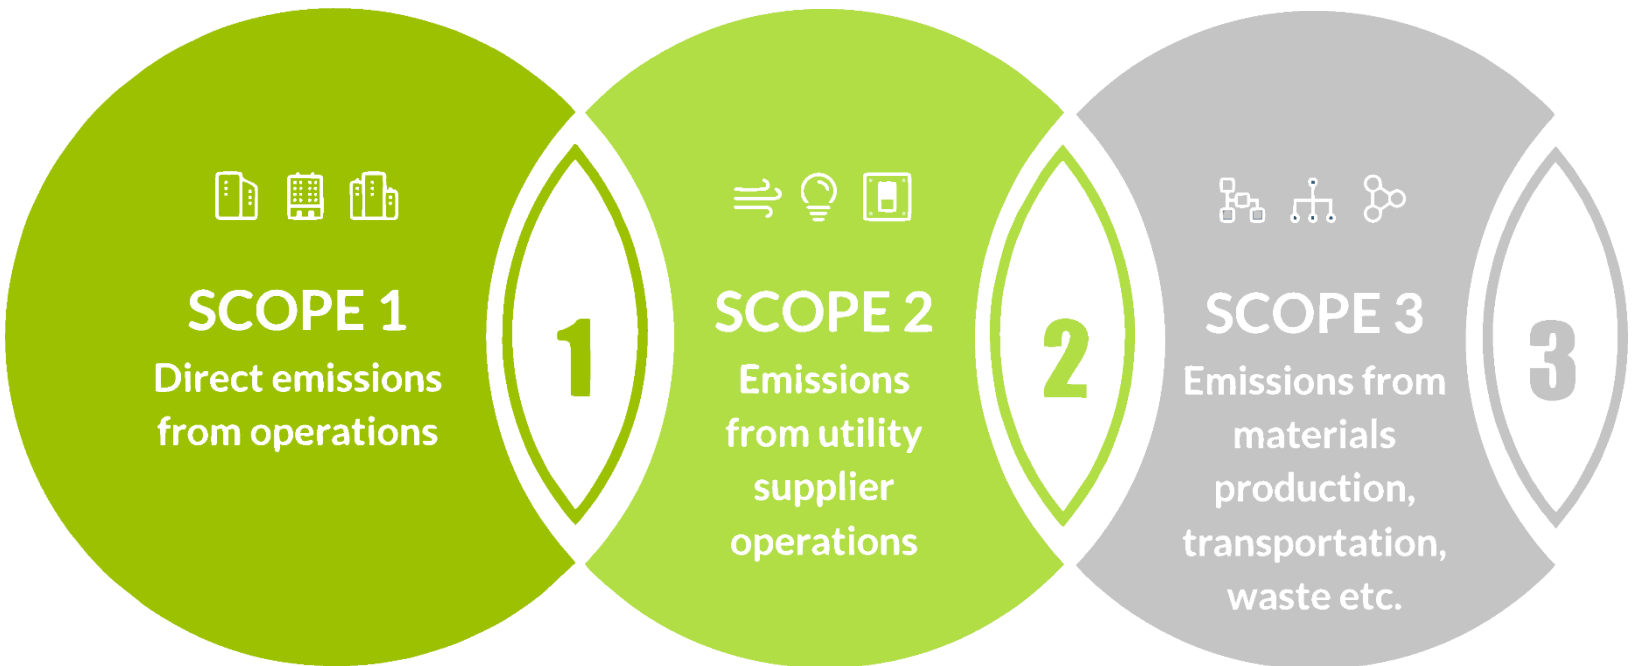 SCOPE 1
Direct emissions
from operations
1
SCOPE 2
Emissions
from utility
supplier
operations
2
SCOPE 3
Emissions from
materials
production,
transportation,
waste etc.
3